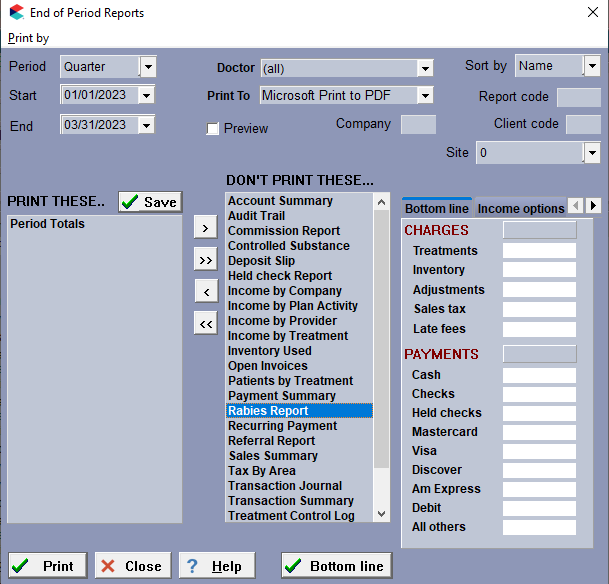 End of Period Reports
Print by
Period Quarter
Doctor (all)
Sort by Name
Start 01/01/2023
Print To Microsoft Print to PDF
Report code
End 03/31/2023
Preview
Company
Client code
Site 0
PRINT THESE..
Save
Period Totals
>
>>
<
<<
DON'T PRINT THESE...
Account Summary
Audit Trail
Commission Report
Controlled Substance
Deposit Slip
Held check Report
Income by Company
Income by Plan Activity
Income by Provider
Income by Treatment
Inventory Used
Open Invoices
Patients by Treatment
Payment Summary
Rabies Report
Recurring Payment
Referral Report
Sales Summary
Tax By Area
Transaction Journal
Transaction Summary
Treatment Control Log
Bottom line Income options
CHARGES
Treatments
Inventory
Adjustments
Sales tax
Late fees
PAYMENTS
Cash
Checks
Held checks
Mastercard
Visa
Discover
Am Express
Debit
All others
Print
Close
? Help
Bottom line